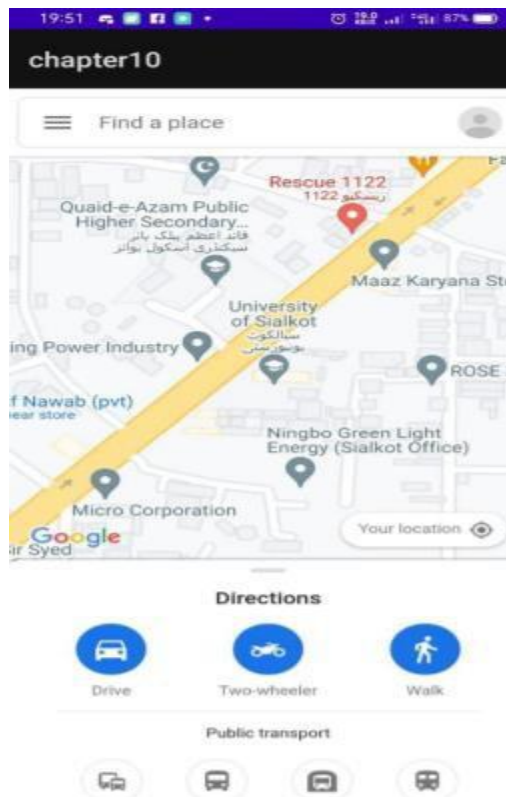 19:51
87%
chapter10
Find a place
Rescue 1122
ریسکیو 1122
Quaid-e-Azam Public
Higher Secondary...
قائد اعظم پبلک ہائر
سیکنڈری اسکول بوائز
Maaz Karyana St
University
of Sialkot
سیالکوٹ
یونیورسٹی
ing Power Industry
ROSE
f Nawab (pvt)
ear store
Ningbo Green Light
Energy (Sialkot Office)
Micro Corporation
Google
Your location
ir Syed
Directions
Drive
Two-wheeler
Walk
Public transport